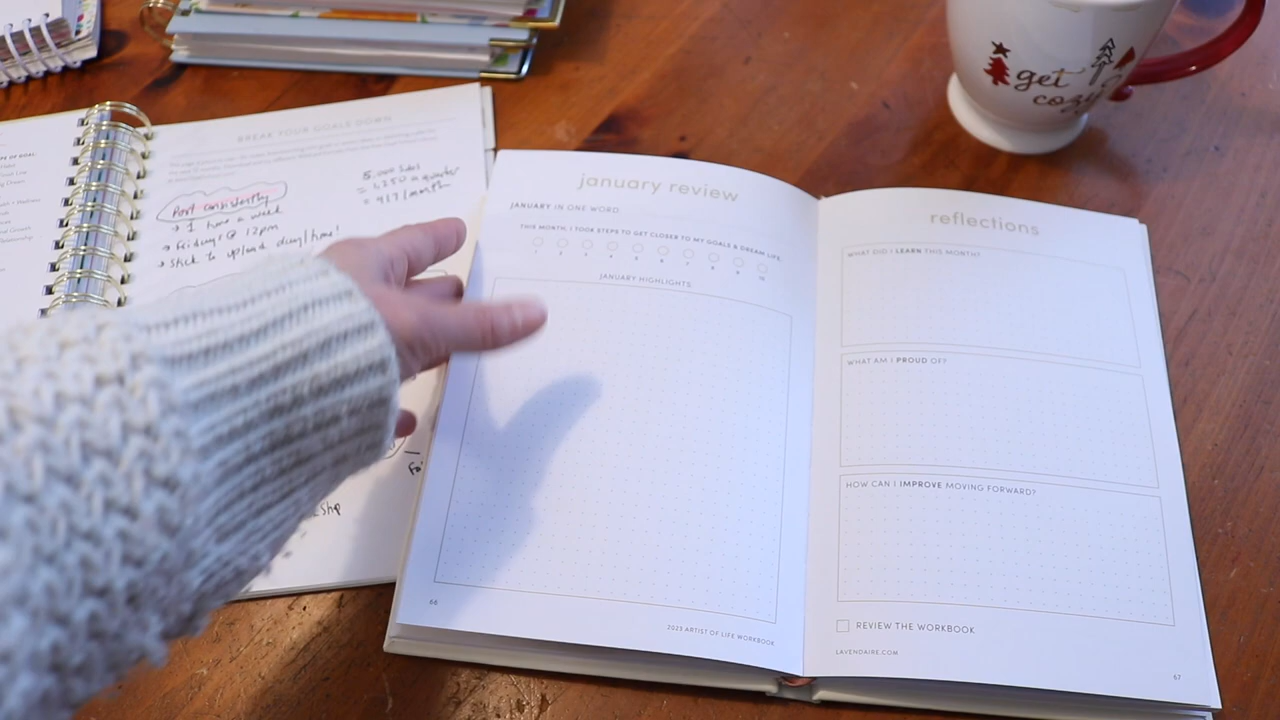 BREAK YOUR GOALS DOWN
Post consistently
→ 1 hour a week
→ Fridays @ 12pm
→ Stick to upload day/time!
5,000 sales
= 1,250 a quarter
= 417/month
january review
JANUARY IN ONE WORD:
THIS MONTH, I TOOK STEPS TO GET CLOSER TO MY GOALS & DREAM LIFE.
1 2 3 4 5 6 7 8 9 10
JANUARY HIGHLIGHTS:
66
2023 ARTIST OF LIFE WORKBOOK
reflections
WHAT DID I LEARN THIS MONTH?
WHAT AM I PROUD OF?
HOW CAN I IMPROVE MOVING FORWARD?
REVIEW THE WORKBOOK
LAVENDAIRE.COM
67
get
cozy